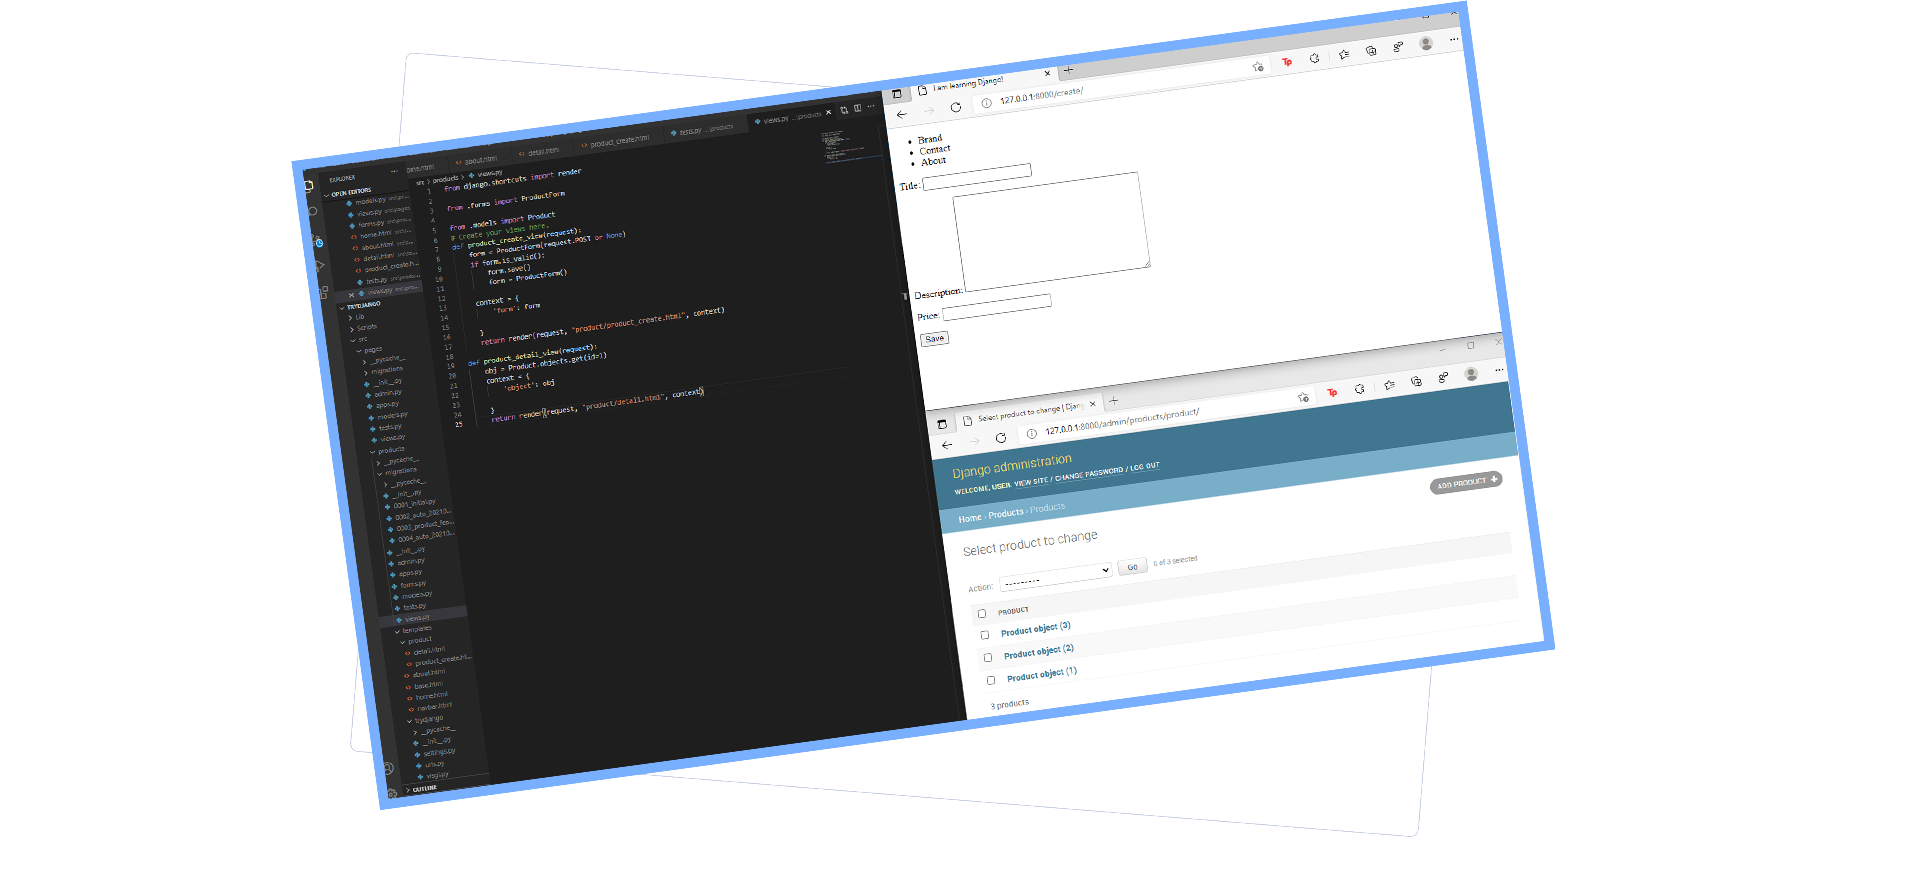 EXPLORER
OPEN EDITORS
models.py
views.py src\pages
forms.py
home.html
about.html
detail.html
product_create.h...
tests.py
views.py
TRYDJANGO
Lib
Scripts
src
pages
__pycache__
migrations
__init__.py
admin.py
apps.py
models.py
tests.py
views.py
products
__pycache__
migrations
__pycache__
__init__.py
0001_initial.py
0002_auto_20210...
0003_product_fea...
0004_auto_20210...
__init__.py
admin.py
apps.py
forms.py
models.py
tests.py
views.py
templates
product
detail.html
product_create.ht...
about.html
base.html
home.html
navbar.html
trydjango
__pycache__
__init__.py
settings.py
urls.py
wsgi.py
OUTLINE
about.html
detail.html
product_create.html
tests.py ...\products
views.py ...\products
src > products > views.py
1 from django.shortcuts import render
2
3 from .forms import ProductForm
4
5 from .models import Product
6 # Create your views here.
7 def product_create_view(request):
8 form = ProductForm(request.POST or None)
9 if form.is_valid():
10 form.save()
11 form = ProductForm()
12
13 context = {
14 'form': form
15
16 }
17 return render(request, "product/product_create.html", context)
18
19 def product_detail_view(request):
20 obj = Product.objects.get(id=1)
21 context = {
22 'object': obj
23
24 }
25 return render(request, "product/detail.html", context)
I am learning Django!
127.0.0.1:8000/create/
Brand
Contact
About
Title:
Description:
Price:
Save
Select product to change | Djan
127.0.0.1:8000/admin/products/product/
Django administration
WELCOME, USER. VIEW SITE / CHANGE PASSWORD / LOG OUT
Home › Products › Products
Select product to change
ADD PRODUCT +
Action: --------- Go 0 of 3 selected
PRODUCT
Product object (3)
Product object (2)
Product object (1)
3 products